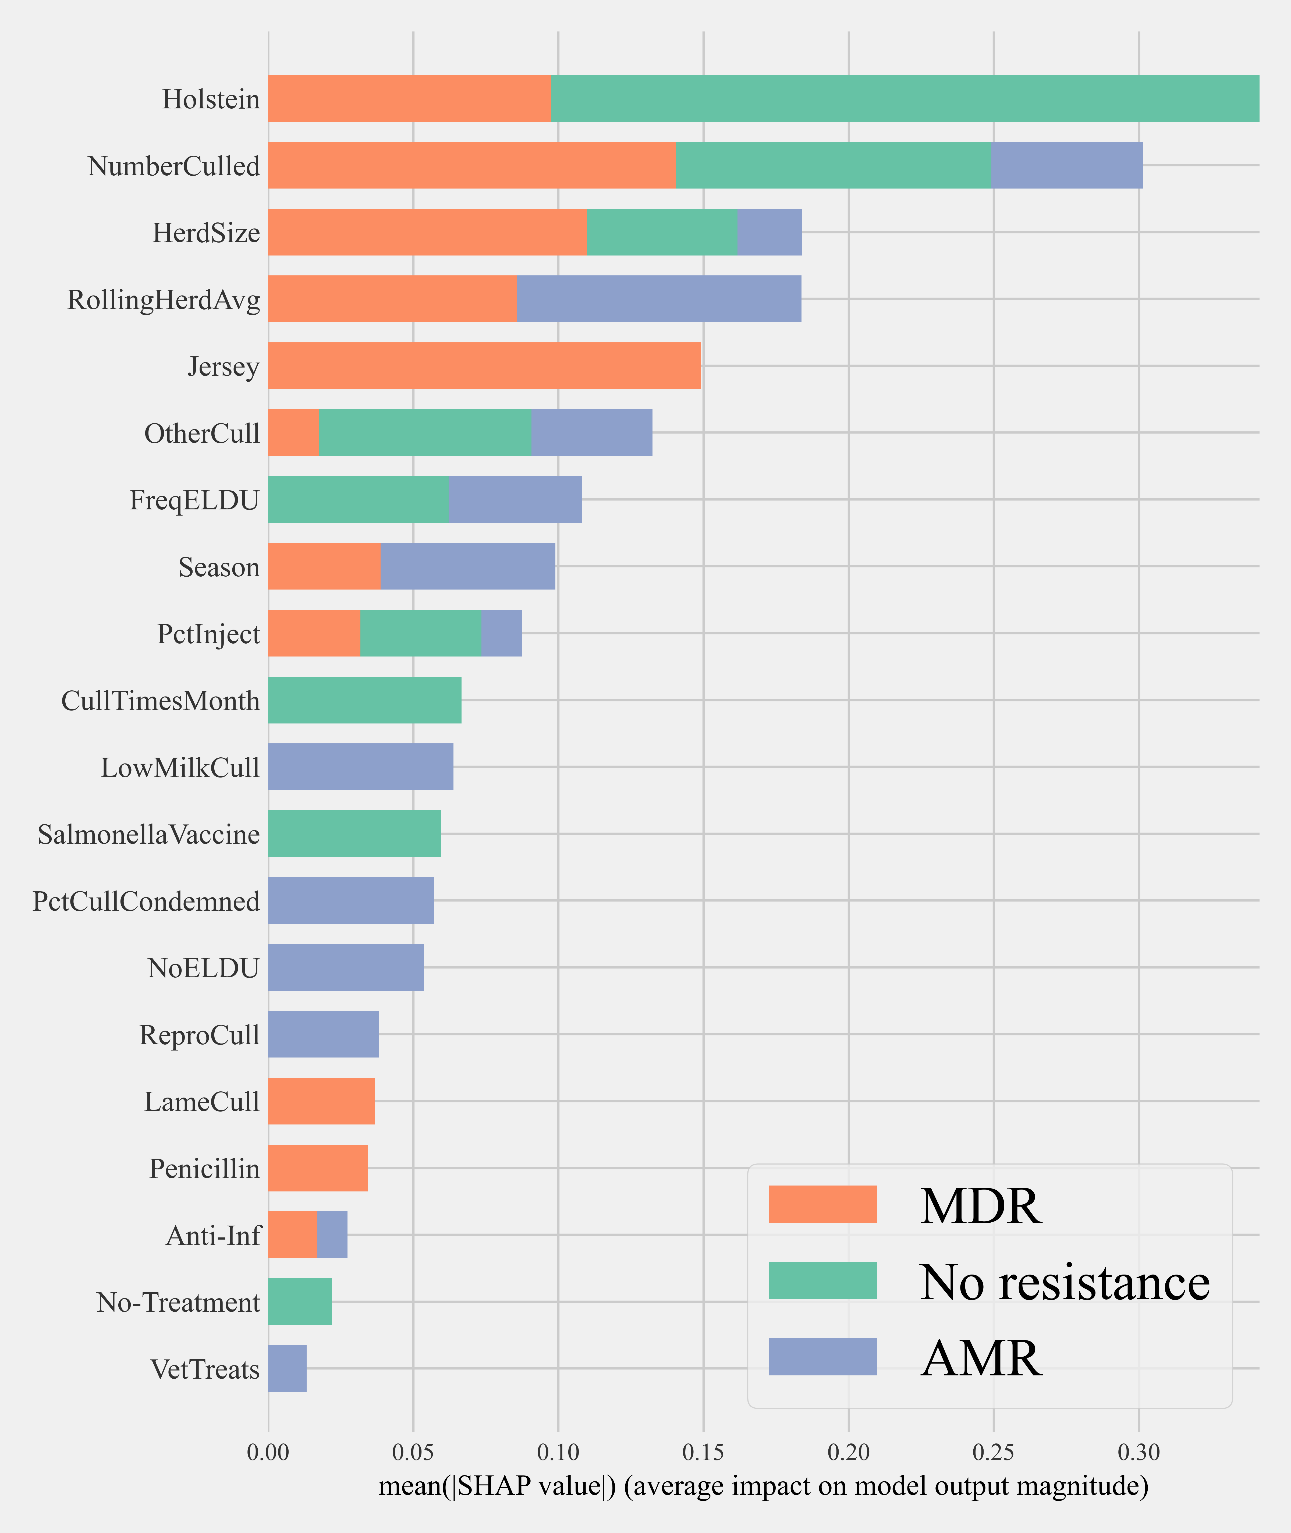 Holstein
NumberCulled
HerdSize
RollingHerdAvg
Jersey
OtherCull
FreqELDU
Season
PctInject
CullTimesMonth
LowMilkCull
SalmonellaVaccine
PctCullCondemned
NoELDU
ReproCull
LameCull
Penicillin
Anti-Inf
No-Treatment
VetTreats
MDR
No resistance
AMR
0.00 0.05 0.10 0.15 0.20 0.25 0.30
mean(|SHAP value|) (average impact on model output magnitude)